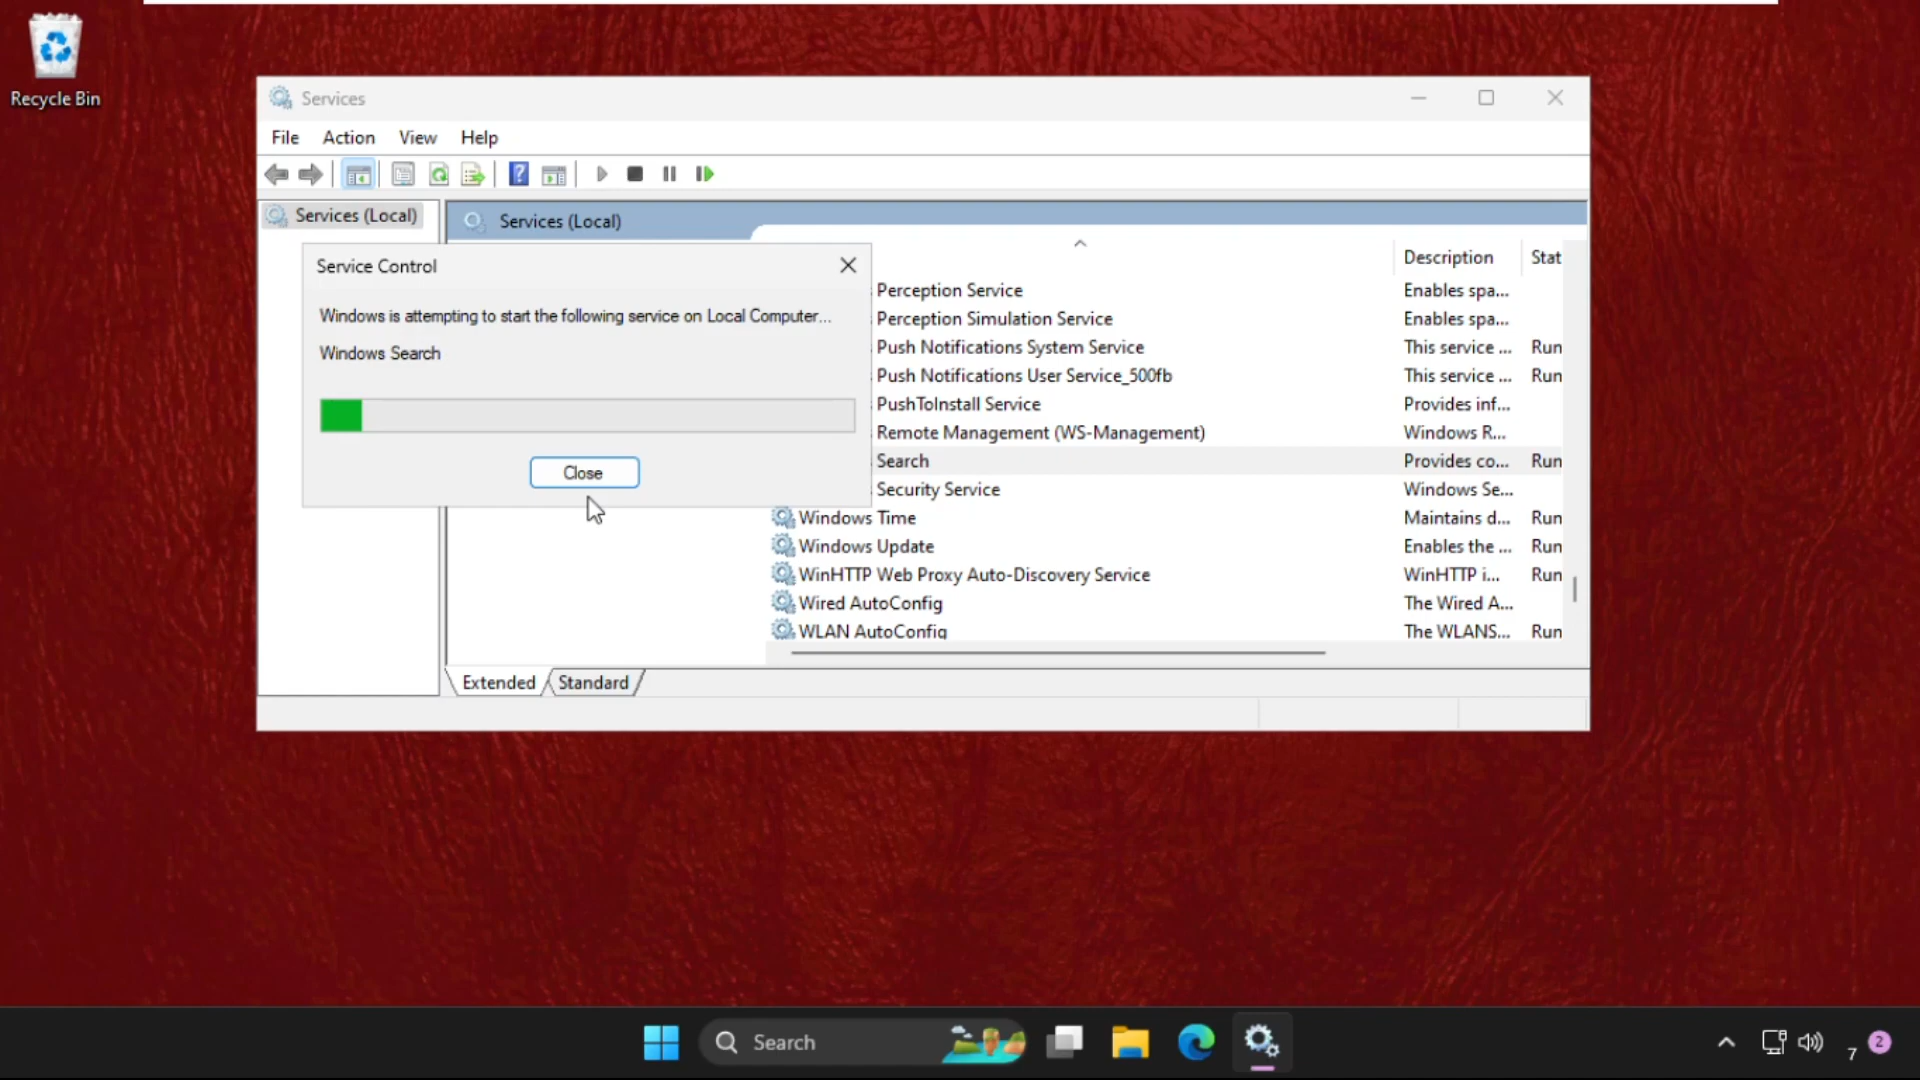 Recycle Bin
Services
File Action View Help
Services (Local)
Services (Local)
Description Stat
Service Control
Windows is attempting to start the following service on Local Computer...
Windows Search
Close
Perception Service Enables spa...
Perception Simulation Service Enables spa...
Push Notifications System Service This service ... Run
Push Notifications User Service_500fb This service ... Run
PushToInstall Service Provides inf...
Remote Management (WS-Management) Windows R...
Search Provides co... Run
Security Service Windows Se...
Windows Time Maintains d... Run
Windows Update Enables the ... Run
WinHTTP Web Proxy Auto-Discovery Service WinHTTP i... Run
Wired AutoConfig The Wired A...
WLAN AutoConfig The WLANS... Run
Extended Standard
Search
7 2